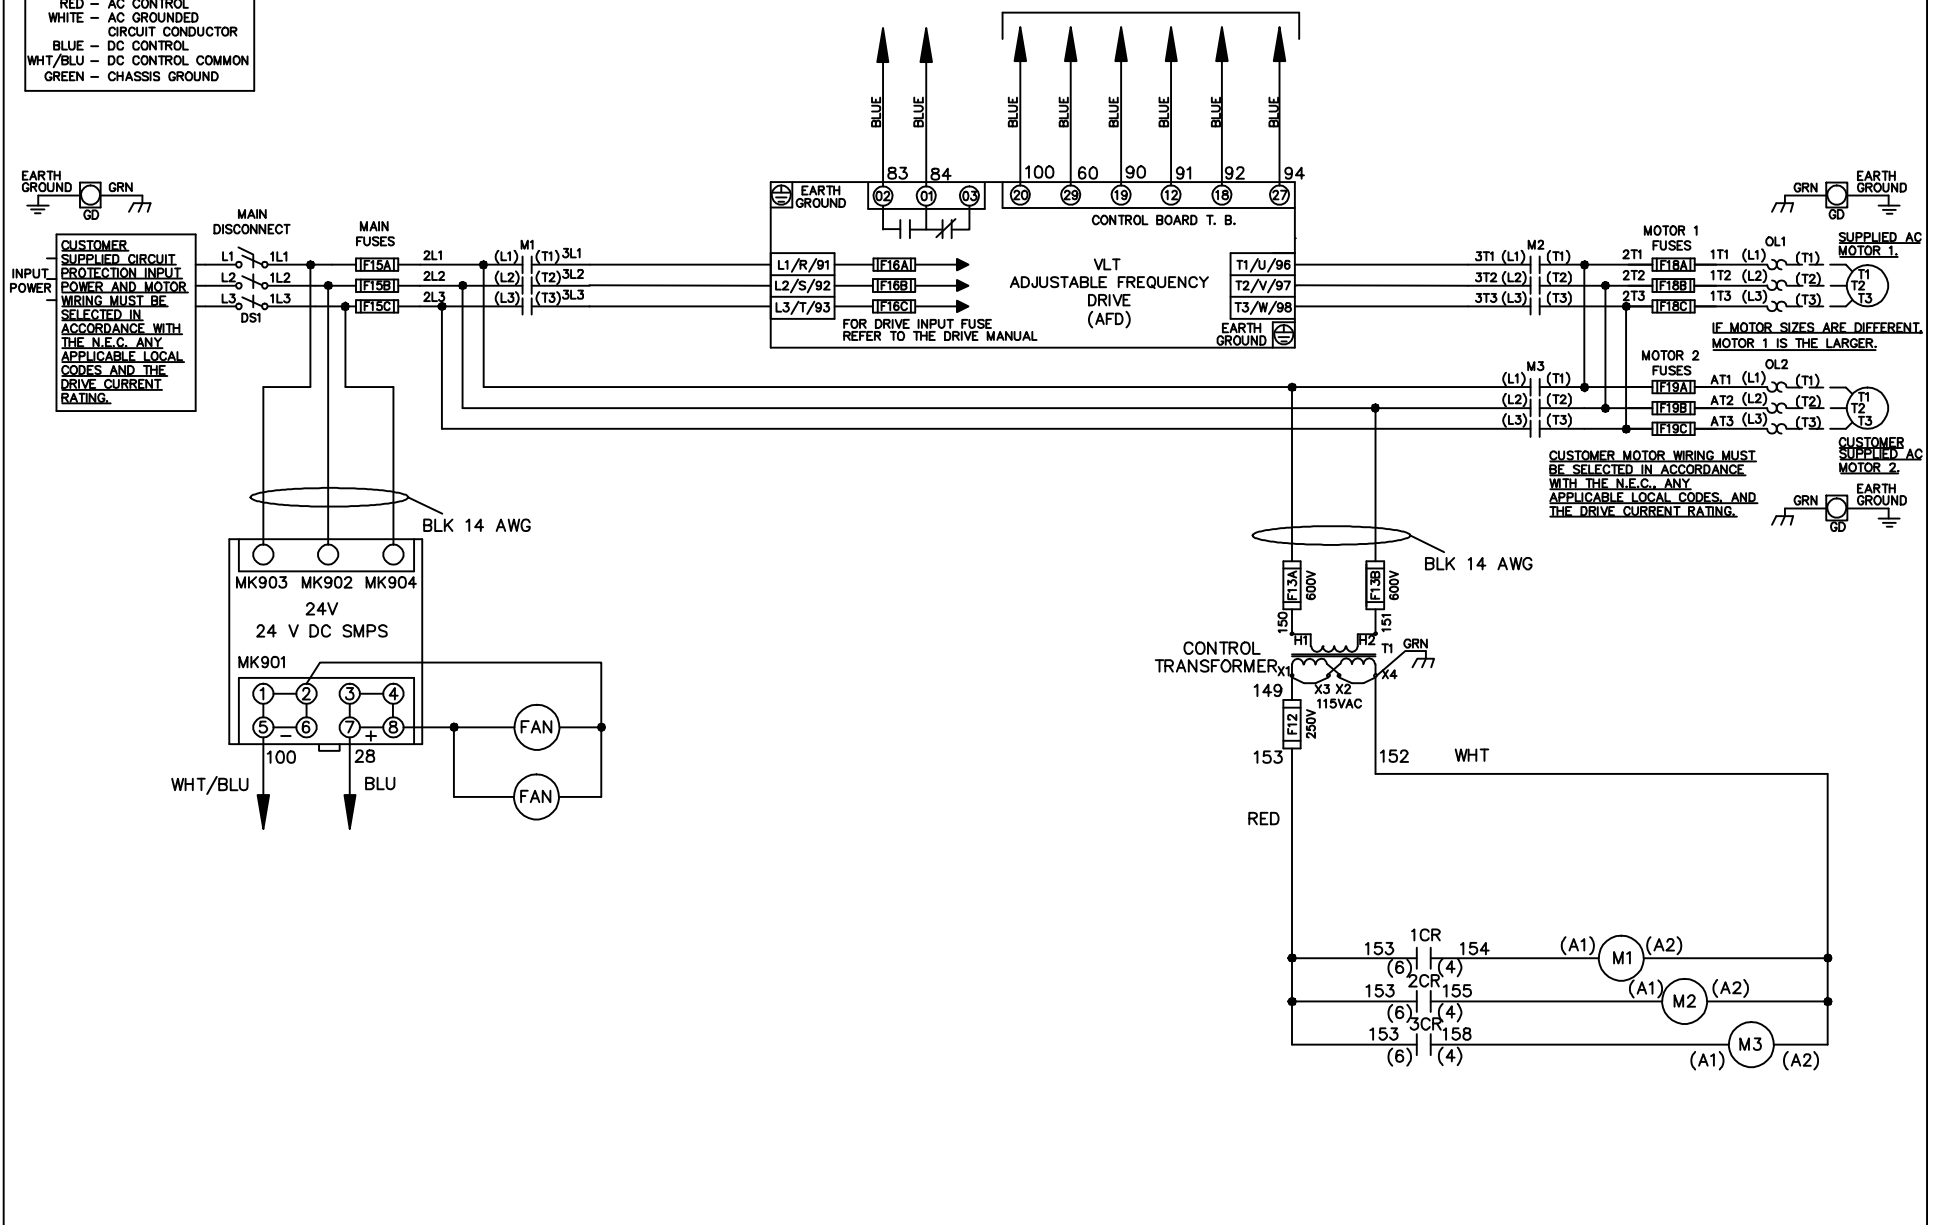 RED – AC CONTROL
WHITE – AC GROUNDED
CIRCUIT CONDUCTOR
BLUE – DC CONTROL
WHT/BLU – DC CONTROL COMMON
GREEN – CHASSIS GROUND
BLUE
BLUE
BLUE
BLUE
BLUE
BLUE
BLUE
BLUE
83
84
100
60
90
91
92
94
EARTH
GROUND
GRN
GD
EARTH
GROUND
02
01
03
20
29
19
12
18
27
CONTROL BOARD T. B.
GRN
EARTH
GROUND
GD
MAIN
DISCONNECT
MAIN
FUSES
INPUT
POWER
CUSTOMER
SUPPLIED CIRCUIT
PROTECTION INPUT
POWER AND MOTOR
WIRING MUST BE
SELECTED IN
ACCORDANCE WITH
THE N.E.C. ANY
APPLICABLE LOCAL
CODES AND THE
DRIVE CURRENT
RATING.
L1 1L1 F15A 2L1 (L1) M1 (T1) 3L1
L2 1L2 F15B 2L2 (L2) (T2) 3L2
L3 1L3 F15C 2L3 (L3) (T3) 3L3
DS1
L1/R/91 F16A
L2/S/92 F16B
L3/T/93 F16C
FOR DRIVE INPUT FUSE
REFER TO THE DRIVE MANUAL
VLT
ADJUSTABLE FREQUENCY
DRIVE
(AFD)
T1/U/96
T2/V/97
T3/W/98
EARTH
GROUND
MOTOR 1
FUSES
3T1 (L1) M2 (T1) 2T1 F18A 1T1 (L1) OL1 (T1)
3T2 (L2) (T2) 2T2 F18B 1T2 (L2) (T2)
3T3 (L3) (T3) 2T3 F18C 1T3 (L3) (T3)
SUPPLIED AC
MOTOR 1.
T1
T2
T3
IF MOTOR SIZES ARE DIFFERENT,
MOTOR 1 IS THE LARGER.
MOTOR 2
FUSES
(L1) M3 (T1) F19A AT1 (L1) OL2 (T1)
(L2) (T2) F19B AT2 (L2) (T2)
(L3) (T3) F19C AT3 (L3) (T3)
T1
T2
T3
CUSTOMER
SUPPLIED AC
MOTOR 2.
CUSTOMER MOTOR WIRING MUST
BE SELECTED IN ACCORDANCE
WITH THE N.E.C., ANY
APPLICABLE LOCAL CODES, AND
THE DRIVE CURRENT RATING.
GRN
EARTH
GROUND
GD
BLK 14 AWG
MK903 MK902 MK904
24V
24 V DC SMPS
MK901
1 2 3 4
5 – 6 7 + 8
100
28
WHT/BLU
BLU
FAN
FAN
BLK 14 AWG
F13A
600V
F13B
600V
150
151
H1
H2
T1
GRN
CONTROL
TRANSFORMER
X1
X3 X2
X4
115VAC
149
F12
250V
153
152
WHT
RED
153 1CR 154 (A1) M1 (A2)
(6) (4)
153 2CR 155 (A1) M2 (A2)
(6) (4)
153 3CR 158 M3
(6) (4) (A1) (A2)